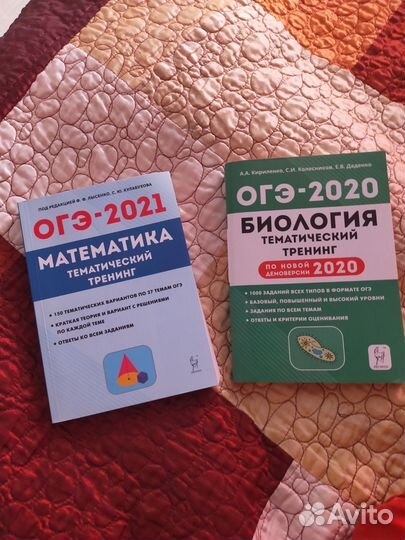 ПОД РЕДАКЦИЕЙ Ф. Ф. ЛЫСЕНКО, С. Ю. КУЛАБУХОВА
ОГЭ-2021
МАТЕМАТИКА
ТЕМАТИЧЕСКИЙ
ТРЕНИНГ
• 150 ТЕМАТИЧЕСКИХ ВАРИАНТОВ ПО 27 ТЕМАМ ОГЭ
• КРАТКАЯ ТЕОРИЯ И ВАРИАНТ С РЕШЕНИЯМИ
ПО КАЖДОЙ ТЕМЕ
• ОТВЕТЫ КО ВСЕМ ЗАДАНИЯМ
А.А. Кириленко, С.И. Колесников, Е.В. Даденко
ОГЭ-2020
БИОЛОГИЯ
ТЕМАТИЧЕСКИЙ
ТРЕНИНГ
ПО НОВОЙ
ДЕМОВЕРСИИ 2020
• 1000 ЗАДАНИЙ ВСЕХ ТИПОВ В ФОРМАТЕ ОГЭ
• БАЗОВЫЙ, ПОВЫШЕННЫЙ И ВЫСОКИЙ УРОВНИ
• ЗАДАНИЯ ПО ВСЕМ ТЕМАМ
• ОТВЕТЫ И КРИТЕРИИ ОЦЕНИВАНИЯ
Avito